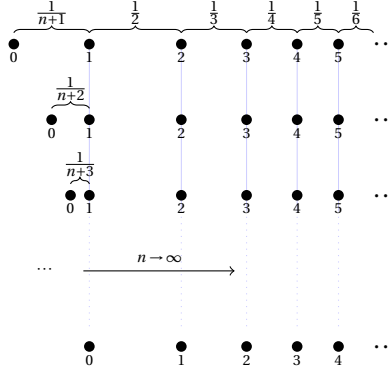 1/(n+1) 1/2 1/3 1/4 1/5 1/6
0 1 2 3 4 5 ··
1/(n+2)
0 1 2 3 4 5 ··
1/(n+3)
0 1 2 3 4 5 ··
··· n→∞
0 1 2 3 4 ··